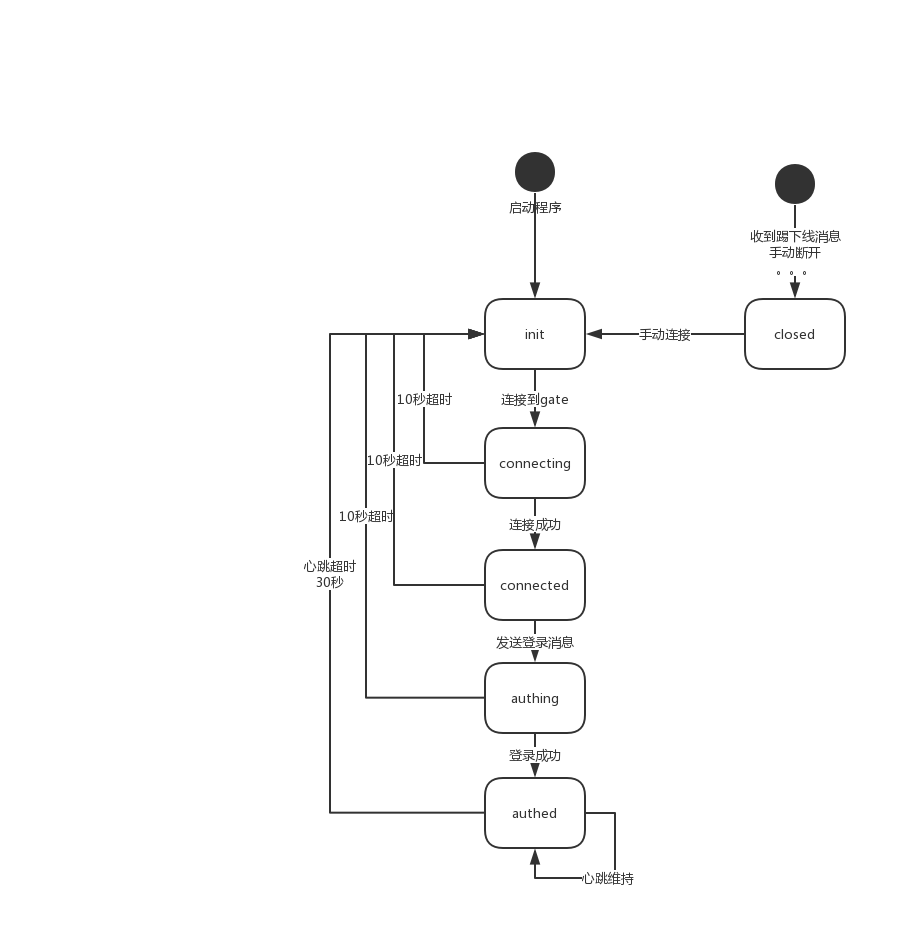 启动程序
收到踢下线消息
手动断开
。。。
init
手动连接
closed
10秒超时
连接到gate
10秒超时
connecting
10秒超时
连接成功
心跳超时
30秒
connected
发送登录消息
authing
登录成功
authed
心跳维持